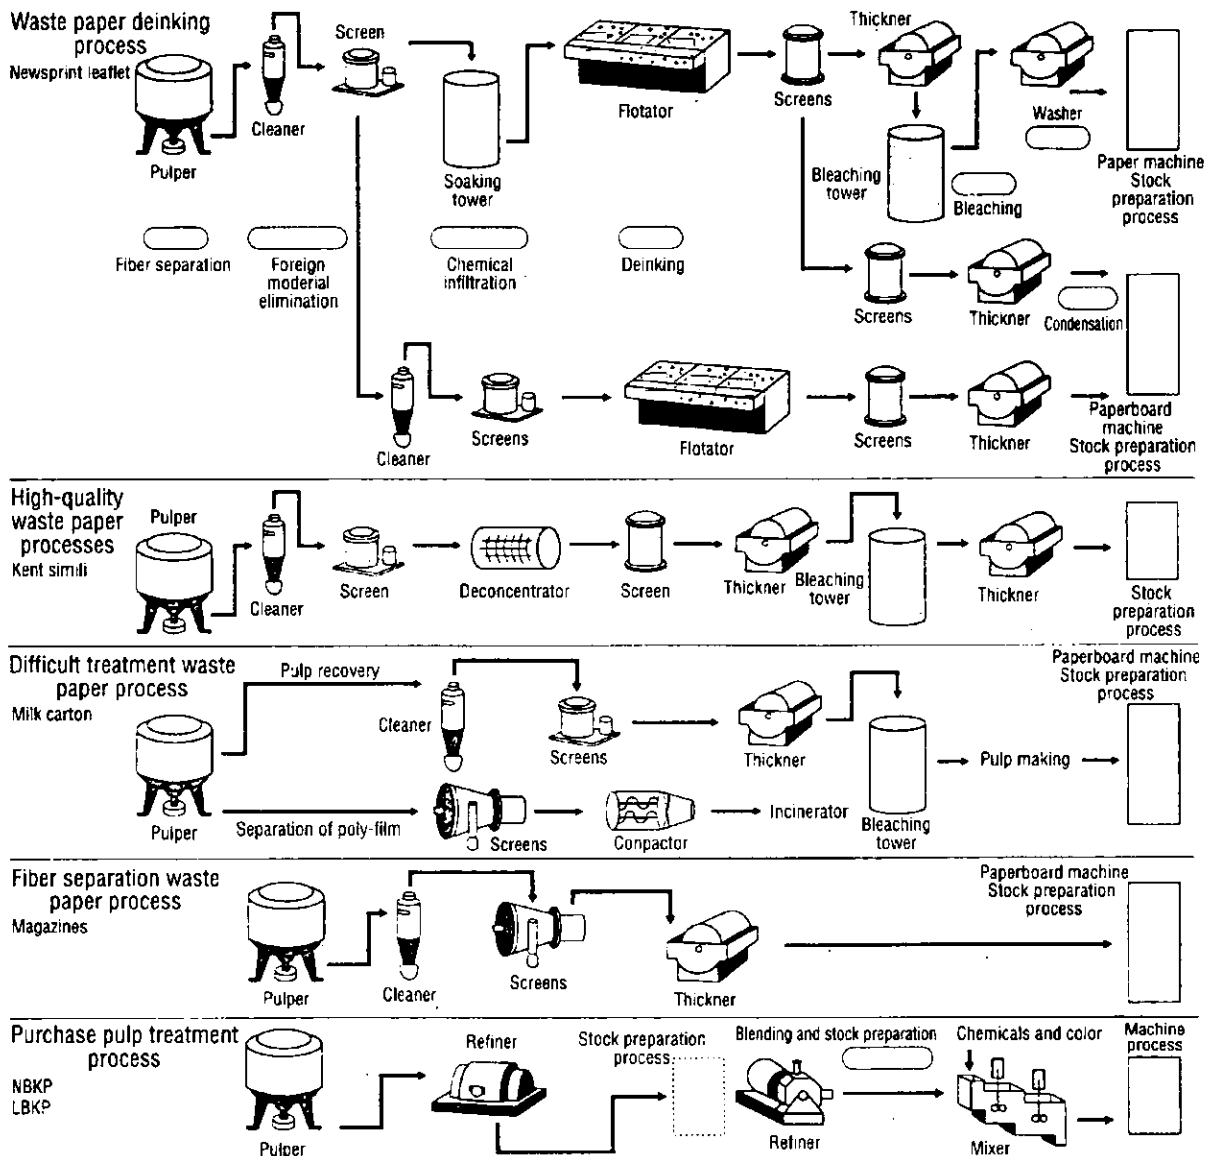 Waste paper deinking
process
Newsprint leaflet
Pulper
Cleaner
Screen
Soaking
tower
Flotator
Screens
Thickner
Bleaching
tower
Bleaching
Washer
Paper machine
Stock
preparation
process
Fiber separation
Foreign
moderial
elimination
Chemical
infiltration
Deinking
Screens
Thickner
Condensation
Cleaner
Screens
Flotator
Screens
Thickner
Paperboard
machine
Stock preparation
process
High-quality
waste paper
processes
Kent simili
Pulper
Cleaner
Screen
Deconcentrator
Screen
Thickner
Bleaching
tower
Thickner
Stock
preparation
process
Difficult treatment waste
paper process
Milk carton
Pulper
Pulp recovery
Cleaner
Screens
Thickner
Bleaching
tower
Pulp making
Paperboard machine
Stock preparation
process
Separation of poly-film
Screens
Conpactor
Incinerator
Fiber separation waste
paper process
Magazines
Pulper
Cleaner
Screens
Thickner
Paperboard machine
Stock preparation
process
Purchase pulp treatment
process
NBKP
LBKP
Pulper
Refiner
Stock preparation
process
Blending and stock preparation
Refiner
Chemicals and color
Mixer
Machine
process